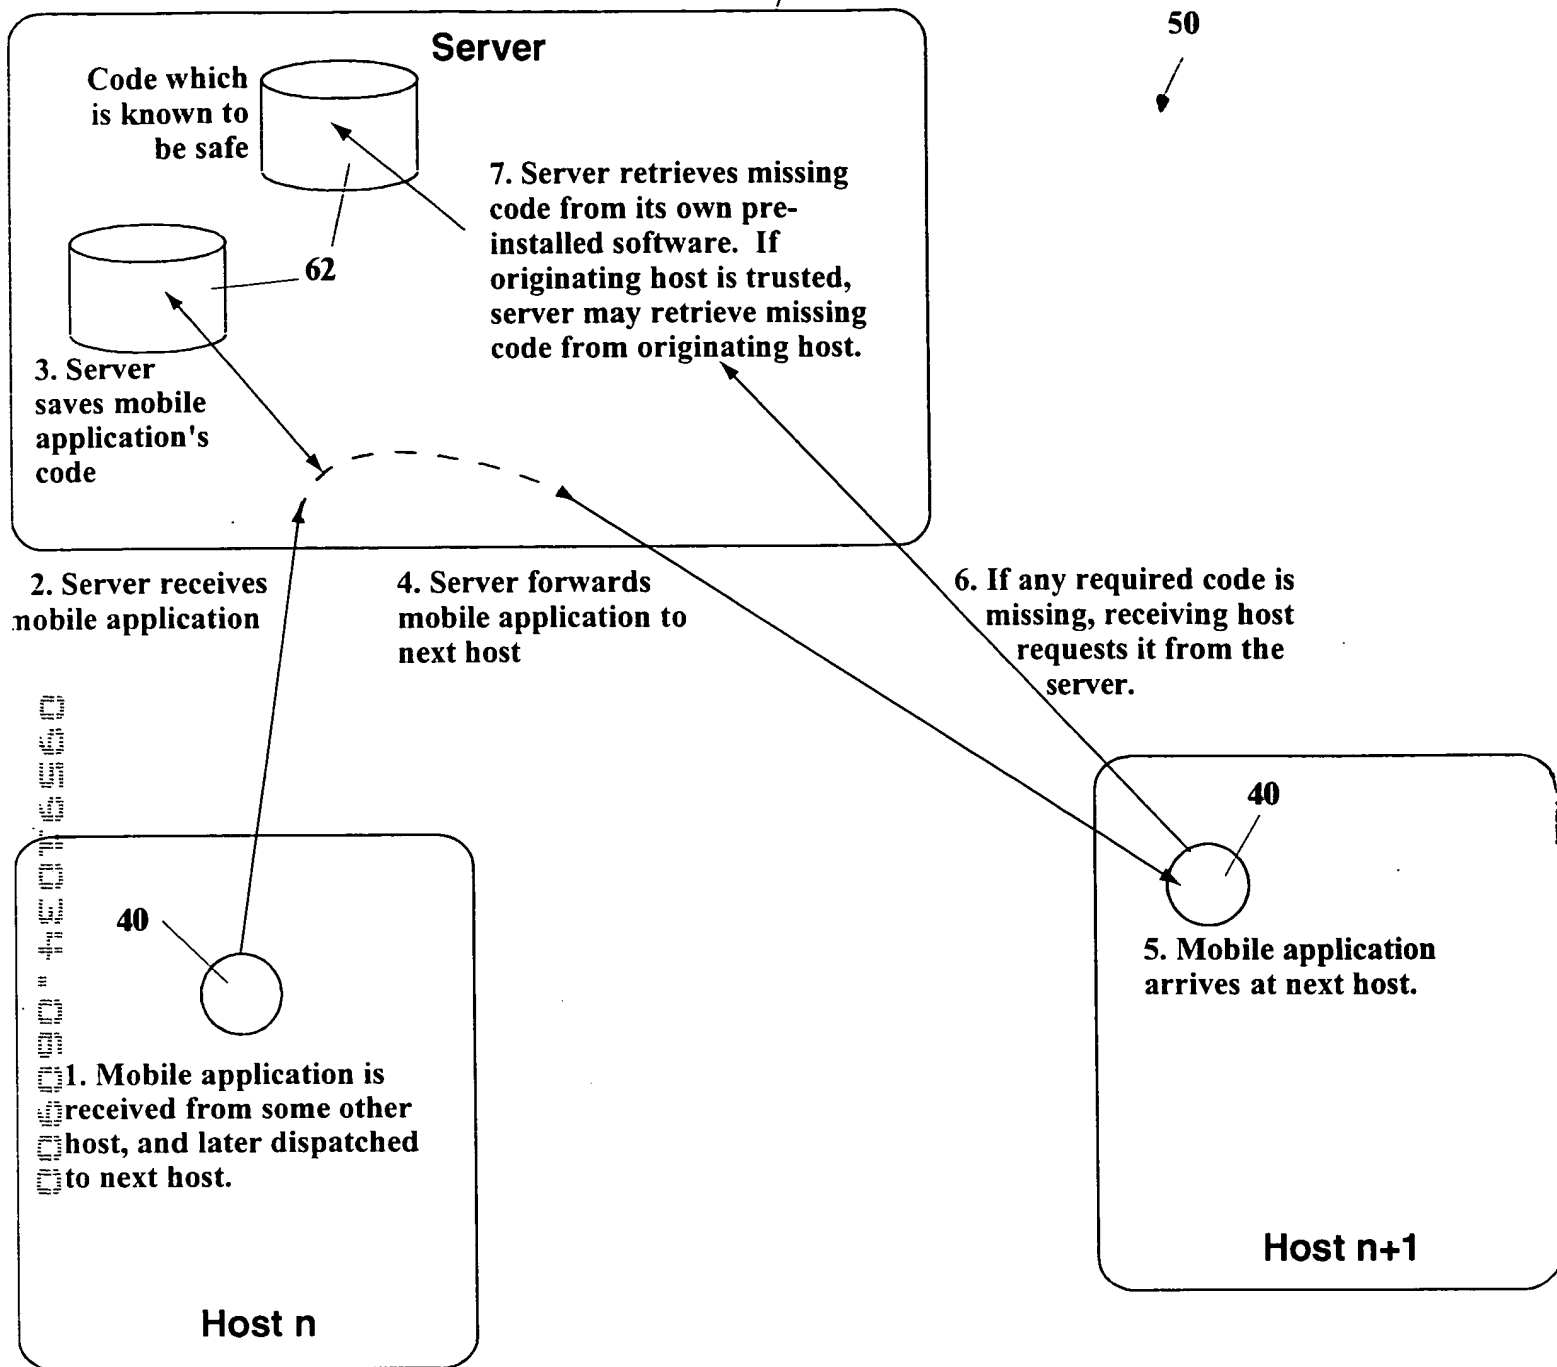 50
Server
Code which
is known to
be safe
7. Server retrieves missing
code from its own pre-
installed software. If
originating host is trusted,
server may retrieve missing
code from originating host.
62
3. Server
saves mobile
application's
code
2. Server receives
mobile application
4. Server forwards
mobile application to
next host
6. If any required code is
missing, receiving host
requests it from the
server.
40
5. Mobile application
arrives at next host.
Host n+1
40
1. Mobile application is
received from some other
host, and later dispatched
to next host.
Host n